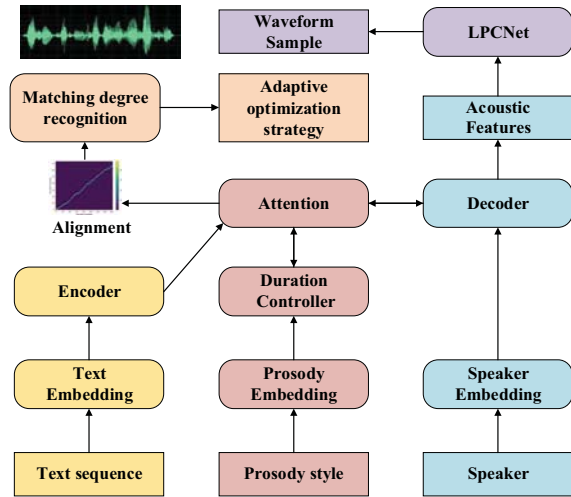 Waveform
Sample
LPCNet
Matching degree
recognition
Adaptive
optimization
strategy
Acoustic
Features
Alignment
Attention
Decoder
Encoder
Duration
Controller
Text
Embedding
Prosody
Embedding
Speaker
Embedding
Text sequence
Prosody style
Speaker